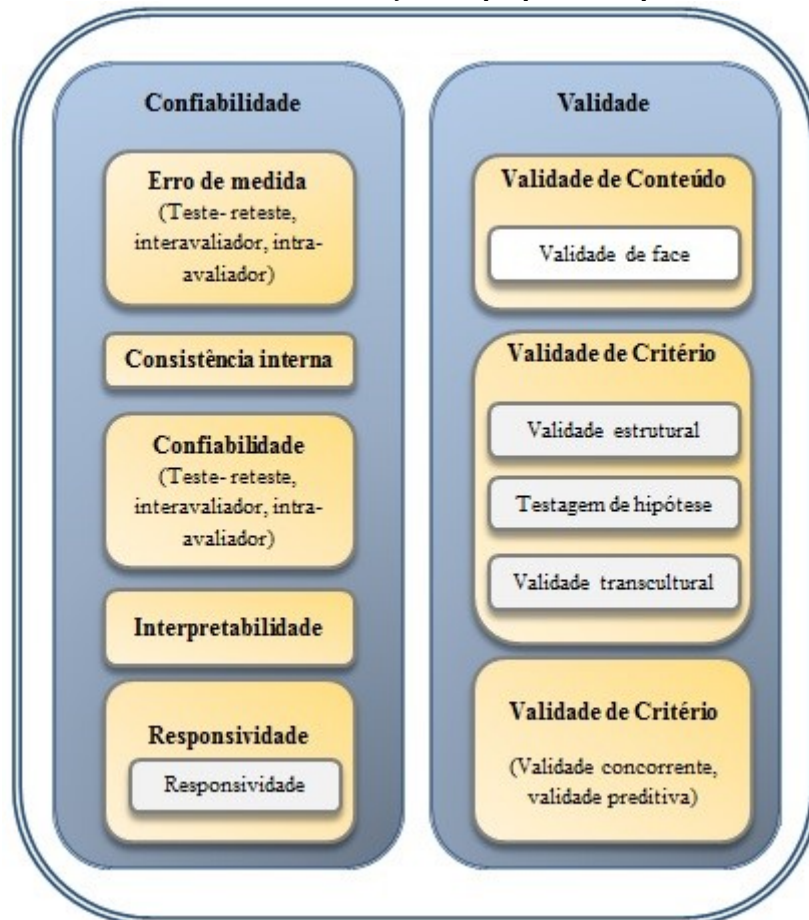 Confiabilidade
Erro de medida
(Teste- reteste,
interavaliador, intra-
avaliador)
Consistência interna
Confiabilidade
(Teste- reteste,
interavaliador, intra-
avaliador)
Interpretabilidade
Responsividade
Responsividade
Validade
Validade de Conteúdo
Validade de face
Validade de Critério
Validade estrutural
Testagem de hipótese
Validade transcultural
Validade de Critério
(Validade concorrente,
validade preditiva)